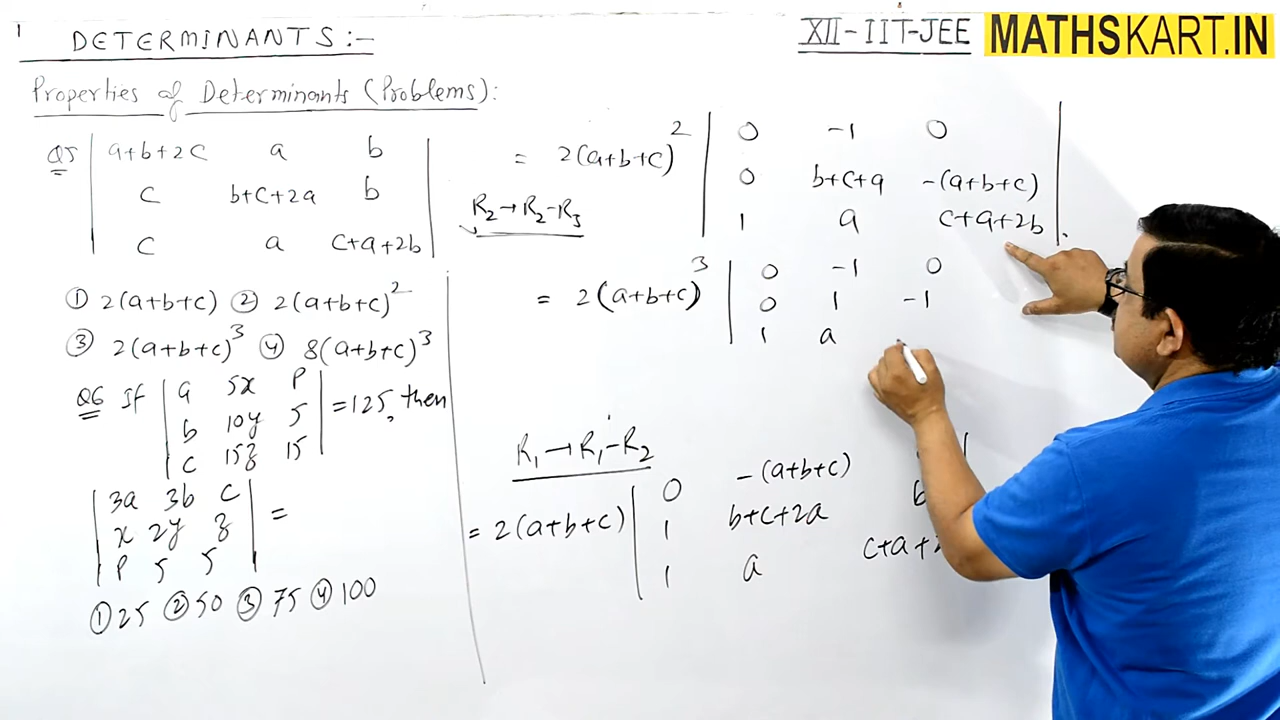 1 DETERMINANTS:-
XII-IIT-JEE MATHSKART.IN
Properties of Determinants (Problems):
Q5 | a+b+2c a b |
| c b+c+2a b |
| c a c+a+2b |
① 2(a+b+c) ② 2(a+b+c)²
③ 2(a+b+c)³ ④ 8(a+b+c)³
Q6 If | a 5x p |
| b 10y 5 | = 125, then
| c 15z 15 |
| 3a 3b c |
| x 2y z | =
| p 5 5 |
① 25 ② 50 ③ 75 ④ 100
= 2(a+b+c)² | 0 -1 0 |
| 0 b+c+a -(a+b+c) |
R₂→R₂-R₃
| 1 a c+a+2b |.
= 2(a+b+c)³ | 0 -1 0
| 0 1 -1
| 1 a
R₁→R₁-R₂
= 2(a+b+c) | 0 -(a+b+c)
| 1 b+c+2a b
| 1 a c+a+2